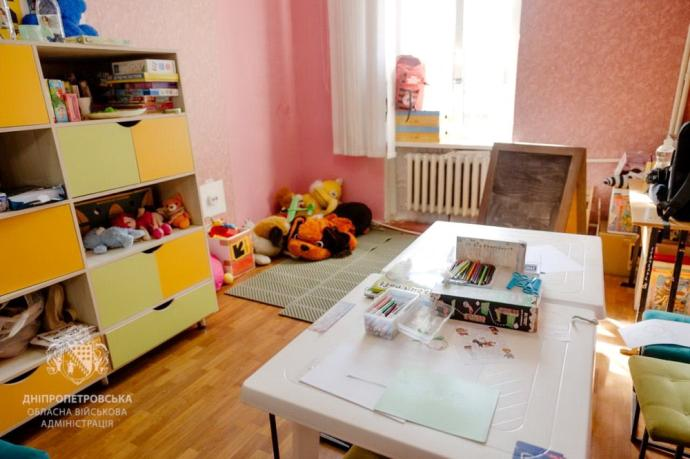 ДНІПРОПЕТРОВСЬКА
ОБЛАСНА ВІЙСЬКОВА
АДМІНІСТРАЦІЯ